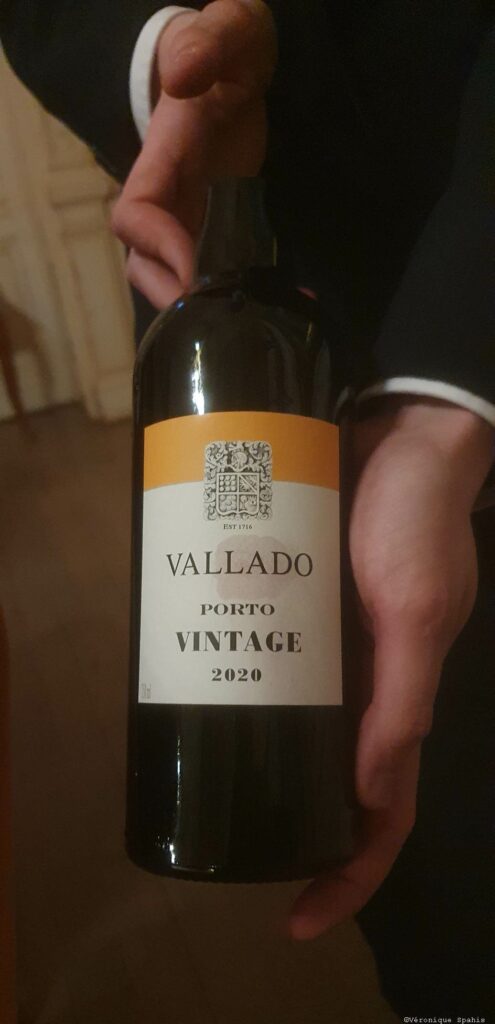 EST 1716
VALLADO
PORTO
VINTAGE
2020
©Véronique Spahis